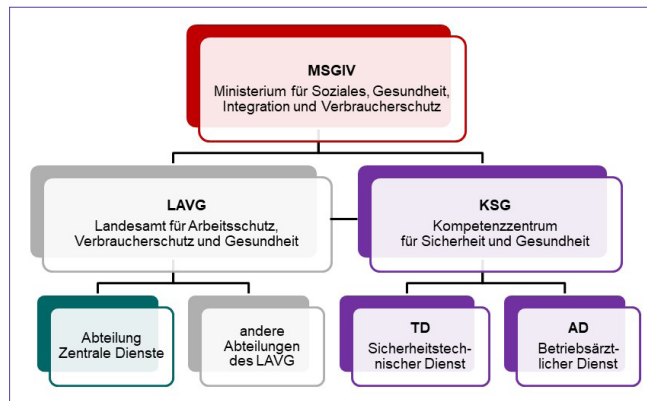 MSGIV
Ministerium für Soziales, Gesundheit,
Integration und Verbraucherschutz
LAVG
Landesamt für Arbeitsschutz,
Verbraucherschutz und Gesundheit
KSG
Kompetenzzentrum
für Sicherheit und Gesundheit
Abteilung
Zentrale Dienste
andere
Abteilungen
des LAVG
TD
Sicherheitstech-
nischer Dienst
AD
Betriebsärzt-
licher Dienst